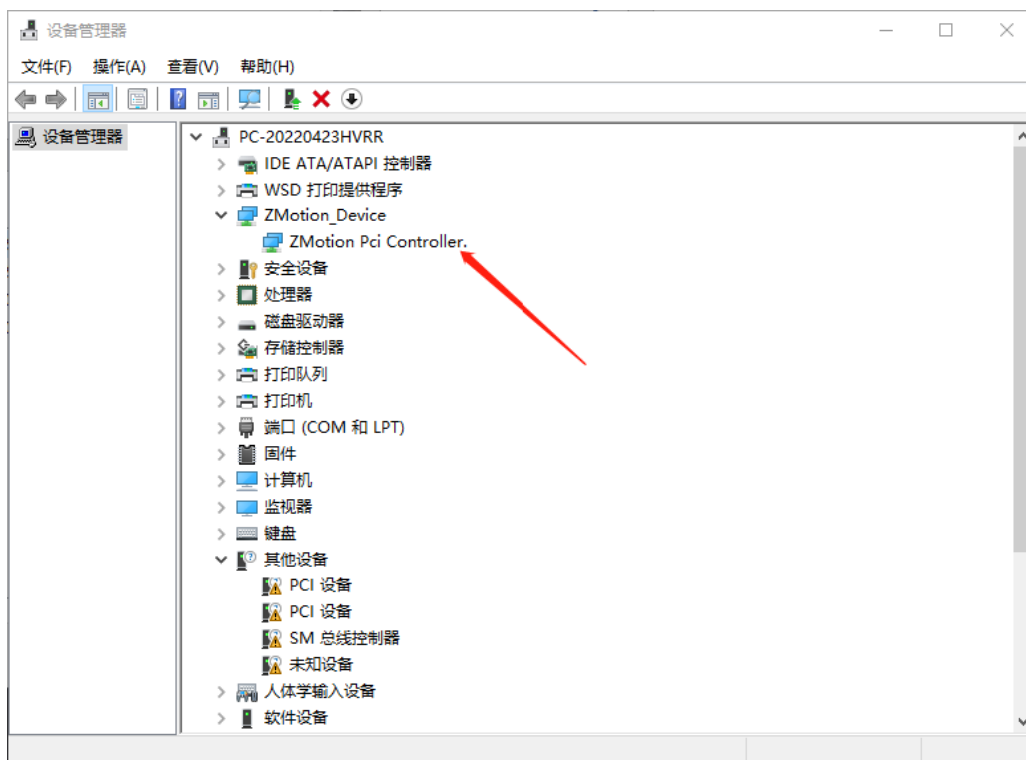 设备管理器
文件(F) 操作(A) 查看(V) 帮助(H)
设备管理器
PC-20220423HVRR
IDE ATA/ATAPI 控制器
WSD 打印提供程序
ZMotion_Device
ZMotion Pci Controller.
安全设备
处理器
磁盘驱动器
存储控制器
打印队列
打印机
端口 (COM 和 LPT)
固件
计算机
监视器
键盘
其他设备
PCI 设备
PCI 设备
SM 总线控制器
未知设备
人体学输入设备
软件设备